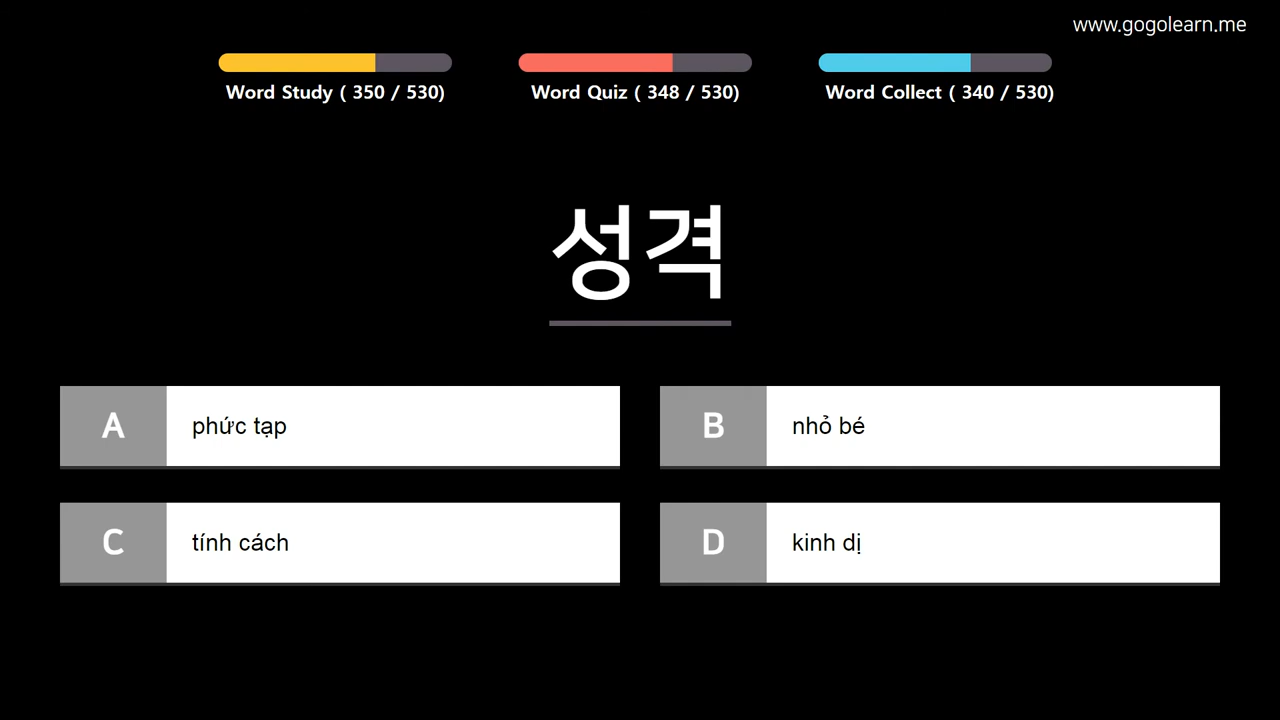 www.gogolearn.me
Word Study ( 350 / 530)
Word Quiz ( 348 / 530)
Word Collect ( 340 / 530)
성격
A phức tạp
B nhỏ bé
C tính cách
D kinh dị